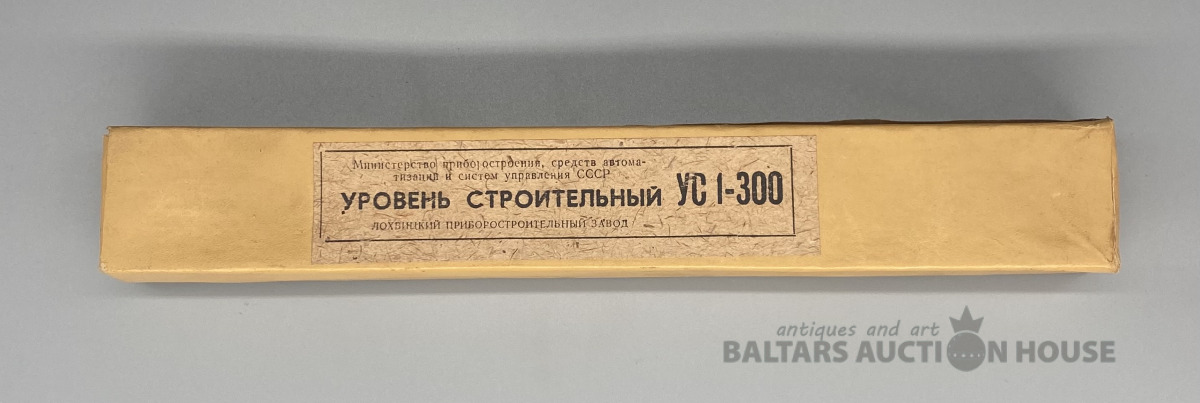 Министерство приборостроения, средств автома-
тизации и систем управления СССР
УРОВЕНЬ СТРОИТЕЛЬНЫЙ УС 1-300
ЛОХВИЦКИЙ ПРИБОРОСТРОИТЕЛЬНЫЙ ЗАВОД
antiques and art
BALTARS AUCTION HOUSE